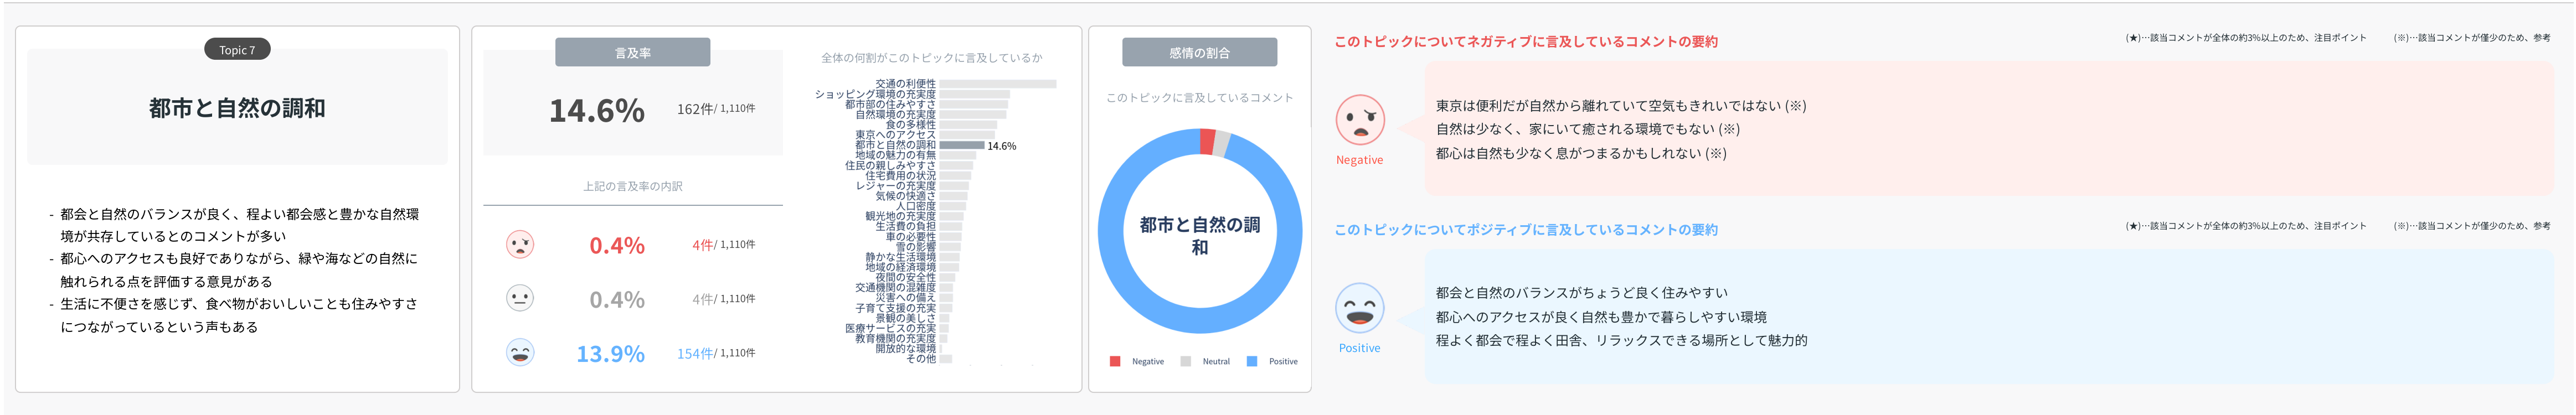 Topic 7
都市と自然の調和
- 都会と自然のバランスが良く、程よい都会感と豊かな自然環
境が共存しているとのコメントが多い
- 都心へのアクセスも良好でありながら、緑や海などの自然に
触れられる点を評価する意見がある
- 生活に不便さを感じず、食べ物がおいしいことも住みやすさ
につながっているという声もある
言及率
14.6% 162件/ 1,110件
上記の言及率の内訳
0.4% 4件/ 1,110件
0.4% 4件/ 1,110件
13.9% 154件/ 1,110件
全体の何割がこのトピックに言及しているか
交通の利便性
ショッピング環境の充実度
都市部の住みやすさ
自然環境の充実度
食の多様性
東京へのアクセス
都市と自然の調和 14.6%
地域の魅力の有無
住民の親しみやすさ
住宅費用の状況
レジャーの充実度
気候の快適さ
人口密度
観光地の充実度
生活費の負担
車の必要性
雪の影響
静かな生活環境
地域の経済環境
夜間の安全性
交通機関の混雑度
災害への備え
子育て支援の充実
景観の美しさ
医療サービスの充実
教育機関の充実度
開放的な環境
その他
感情の割合
このトピックに言及しているコメント
都市と自然の調
和
Negative Neutral Positive
このトピックについてネガティブに言及しているコメントの要約
(★)…該当コメントが全体の約3%以上のため、注目ポイント (※)…該当コメントが僅少のため、参考
Negative
東京は便利だが自然から離れていて空気もきれいではない (※)
自然は少なく、家にいて癒される環境でもない (※)
都心は自然も少なく息がつまるかもしれない (※)
このトピックについてポジティブに言及しているコメントの要約
(★)…該当コメントが全体の約3%以上のため、注目ポイント (※)…該当コメントが僅少のため、参考
Positive
都会と自然のバランスがちょうど良く住みやすい
都心へのアクセスが良く自然も豊かで暮らしやすい環境
程よく都会で程よく田舎、リラックスできる場所として魅力的